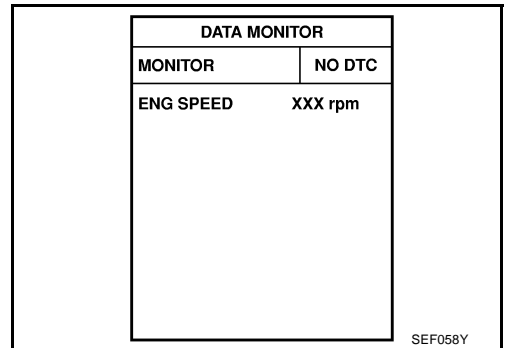 DATA MONITOR
MONITOR NO DTC
ENG SPEED XXX rpm
SEF058Y